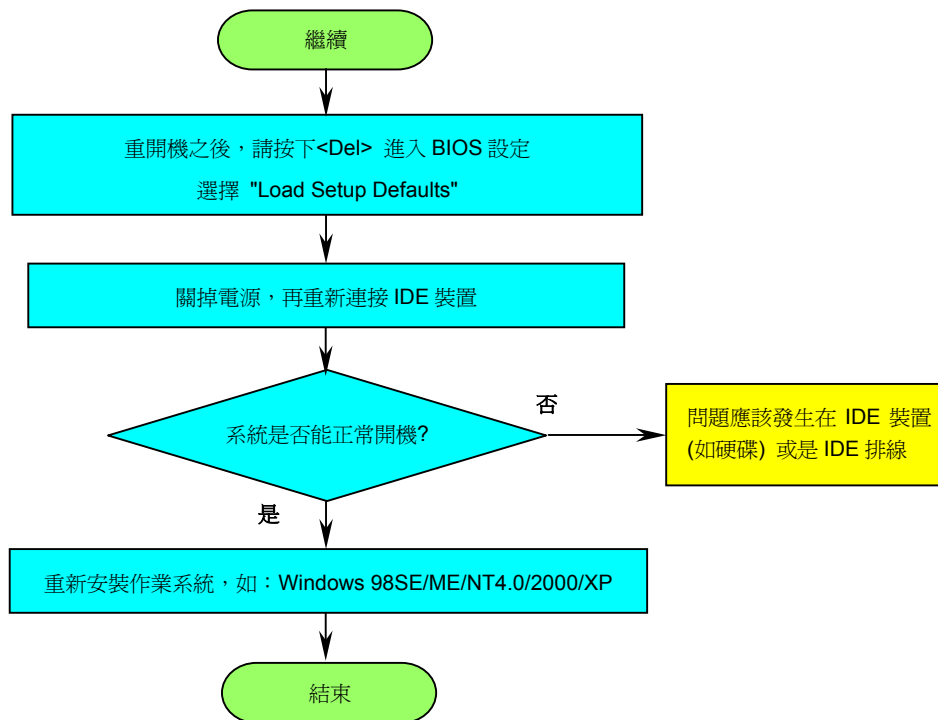 繼續
重開機之後，請按下<Del> 進入 BIOS 設定
選擇 "Load Setup Defaults"
關掉電源，再重新連接 IDE 裝置
系統是否能正常開機?
否
問題應該發生在 IDE 裝置
(如硬碟) 或是 IDE 排線
是
重新安裝作業系統，如：Windows 98SE/ME/NT4.0/2000/XP
結束